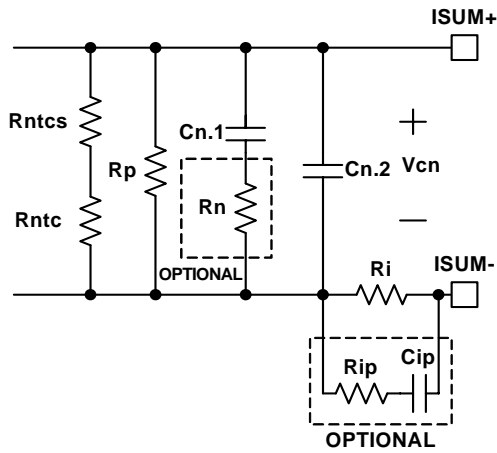 ISUM+
Rntcs
Cn.1
+
Rp
Cn.2
Vcn
Rntc
Rn
−
OPTIONAL
Ri
ISUM-
Rip
Cip
OPTIONAL